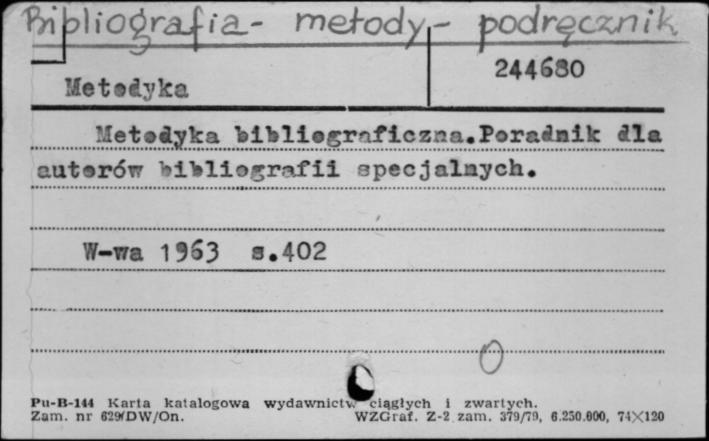 Bibliografia - metody - podręcznik
244680
Metodyka
Metodyka bibliograficzna. Poradnik dla
autorów bibliografii specjalnych.
W-wa 1963 s.402
Pu-B-144 Karta katalogowa wydawnictw ciągłych i zwartych.
Zam. nr 629/DW/On. WZGraf. Z-2 zam. 379/79, 6.250.000, 74X120